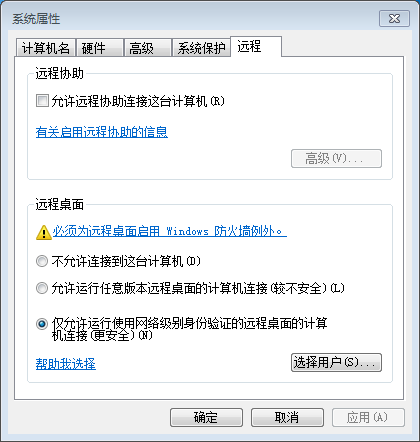 系统属性
计算机名 硬件 高级 系统保护 远程
远程协助
允许远程协助连接这台计算机(R)
有关启用远程协助的信息
高级(V)...
远程桌面
必须为远程桌面启用 Windows 防火墙例外。
不允许连接到这台计算机(D)
允许运行任意版本远程桌面的计算机连接(较不安全)(L)
仅允许运行使用网络级别身份验证的远程桌面的计算
机连接(更安全)(N)
帮助我选择 选择用户(S)...
确定 取消 应用(A)